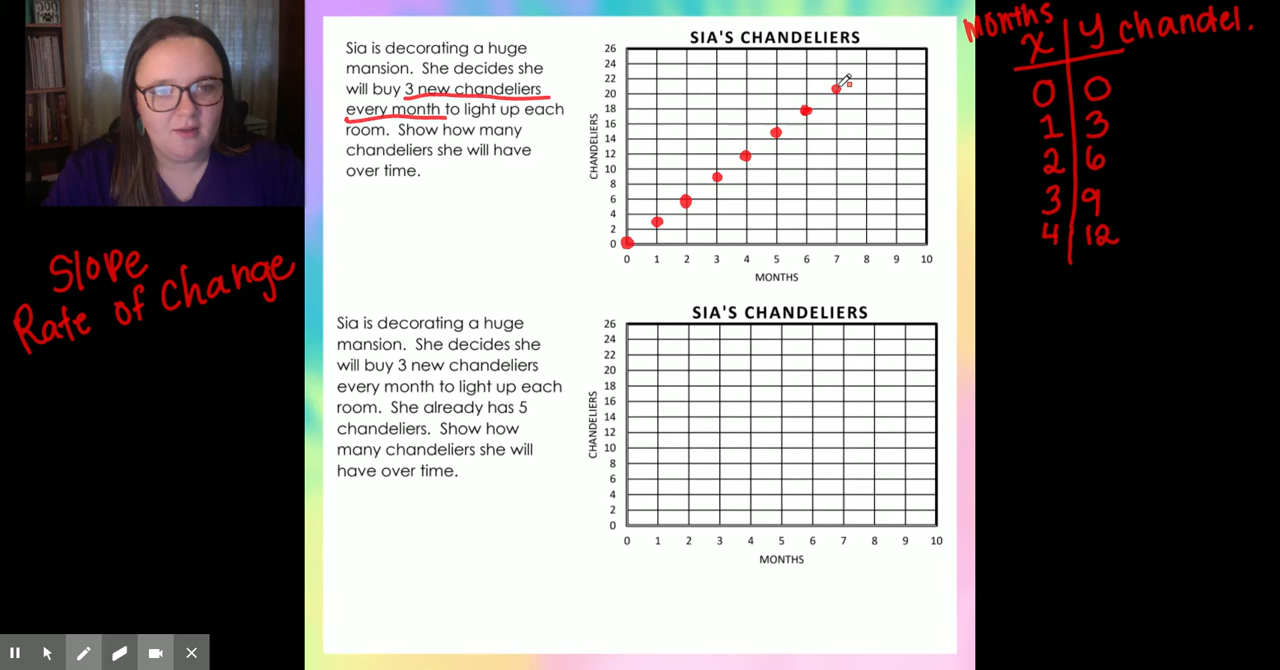 Sia is decorating a huge
mansion. She decides she
will buy 3 new chandeliers
every month to light up each
room. Show how many
chandeliers she will have
over time.
SIA'S CHANDELIERS
CHANDELIERS
26
24
22
20
18
16
14
12
10
8
6
4
2
0
0 1 2 3 4 5 6 7 8 9 10
MONTHS
Months
x y chandel.
0 0
1 3
2 6
3 9
4 12
Slope
Rate of Change
Sia is decorating a huge
mansion. She decides she
will buy 3 new chandeliers
every month to light up each
room. She already has 5
chandeliers. Show how
many chandeliers she will
have over time.
SIA'S CHANDELIERS
CHANDELIERS
26
24
22
20
18
16
14
12
10
8
6
4
2
0
0 1 2 3 4 5 6 7 8 9 10
MONTHS